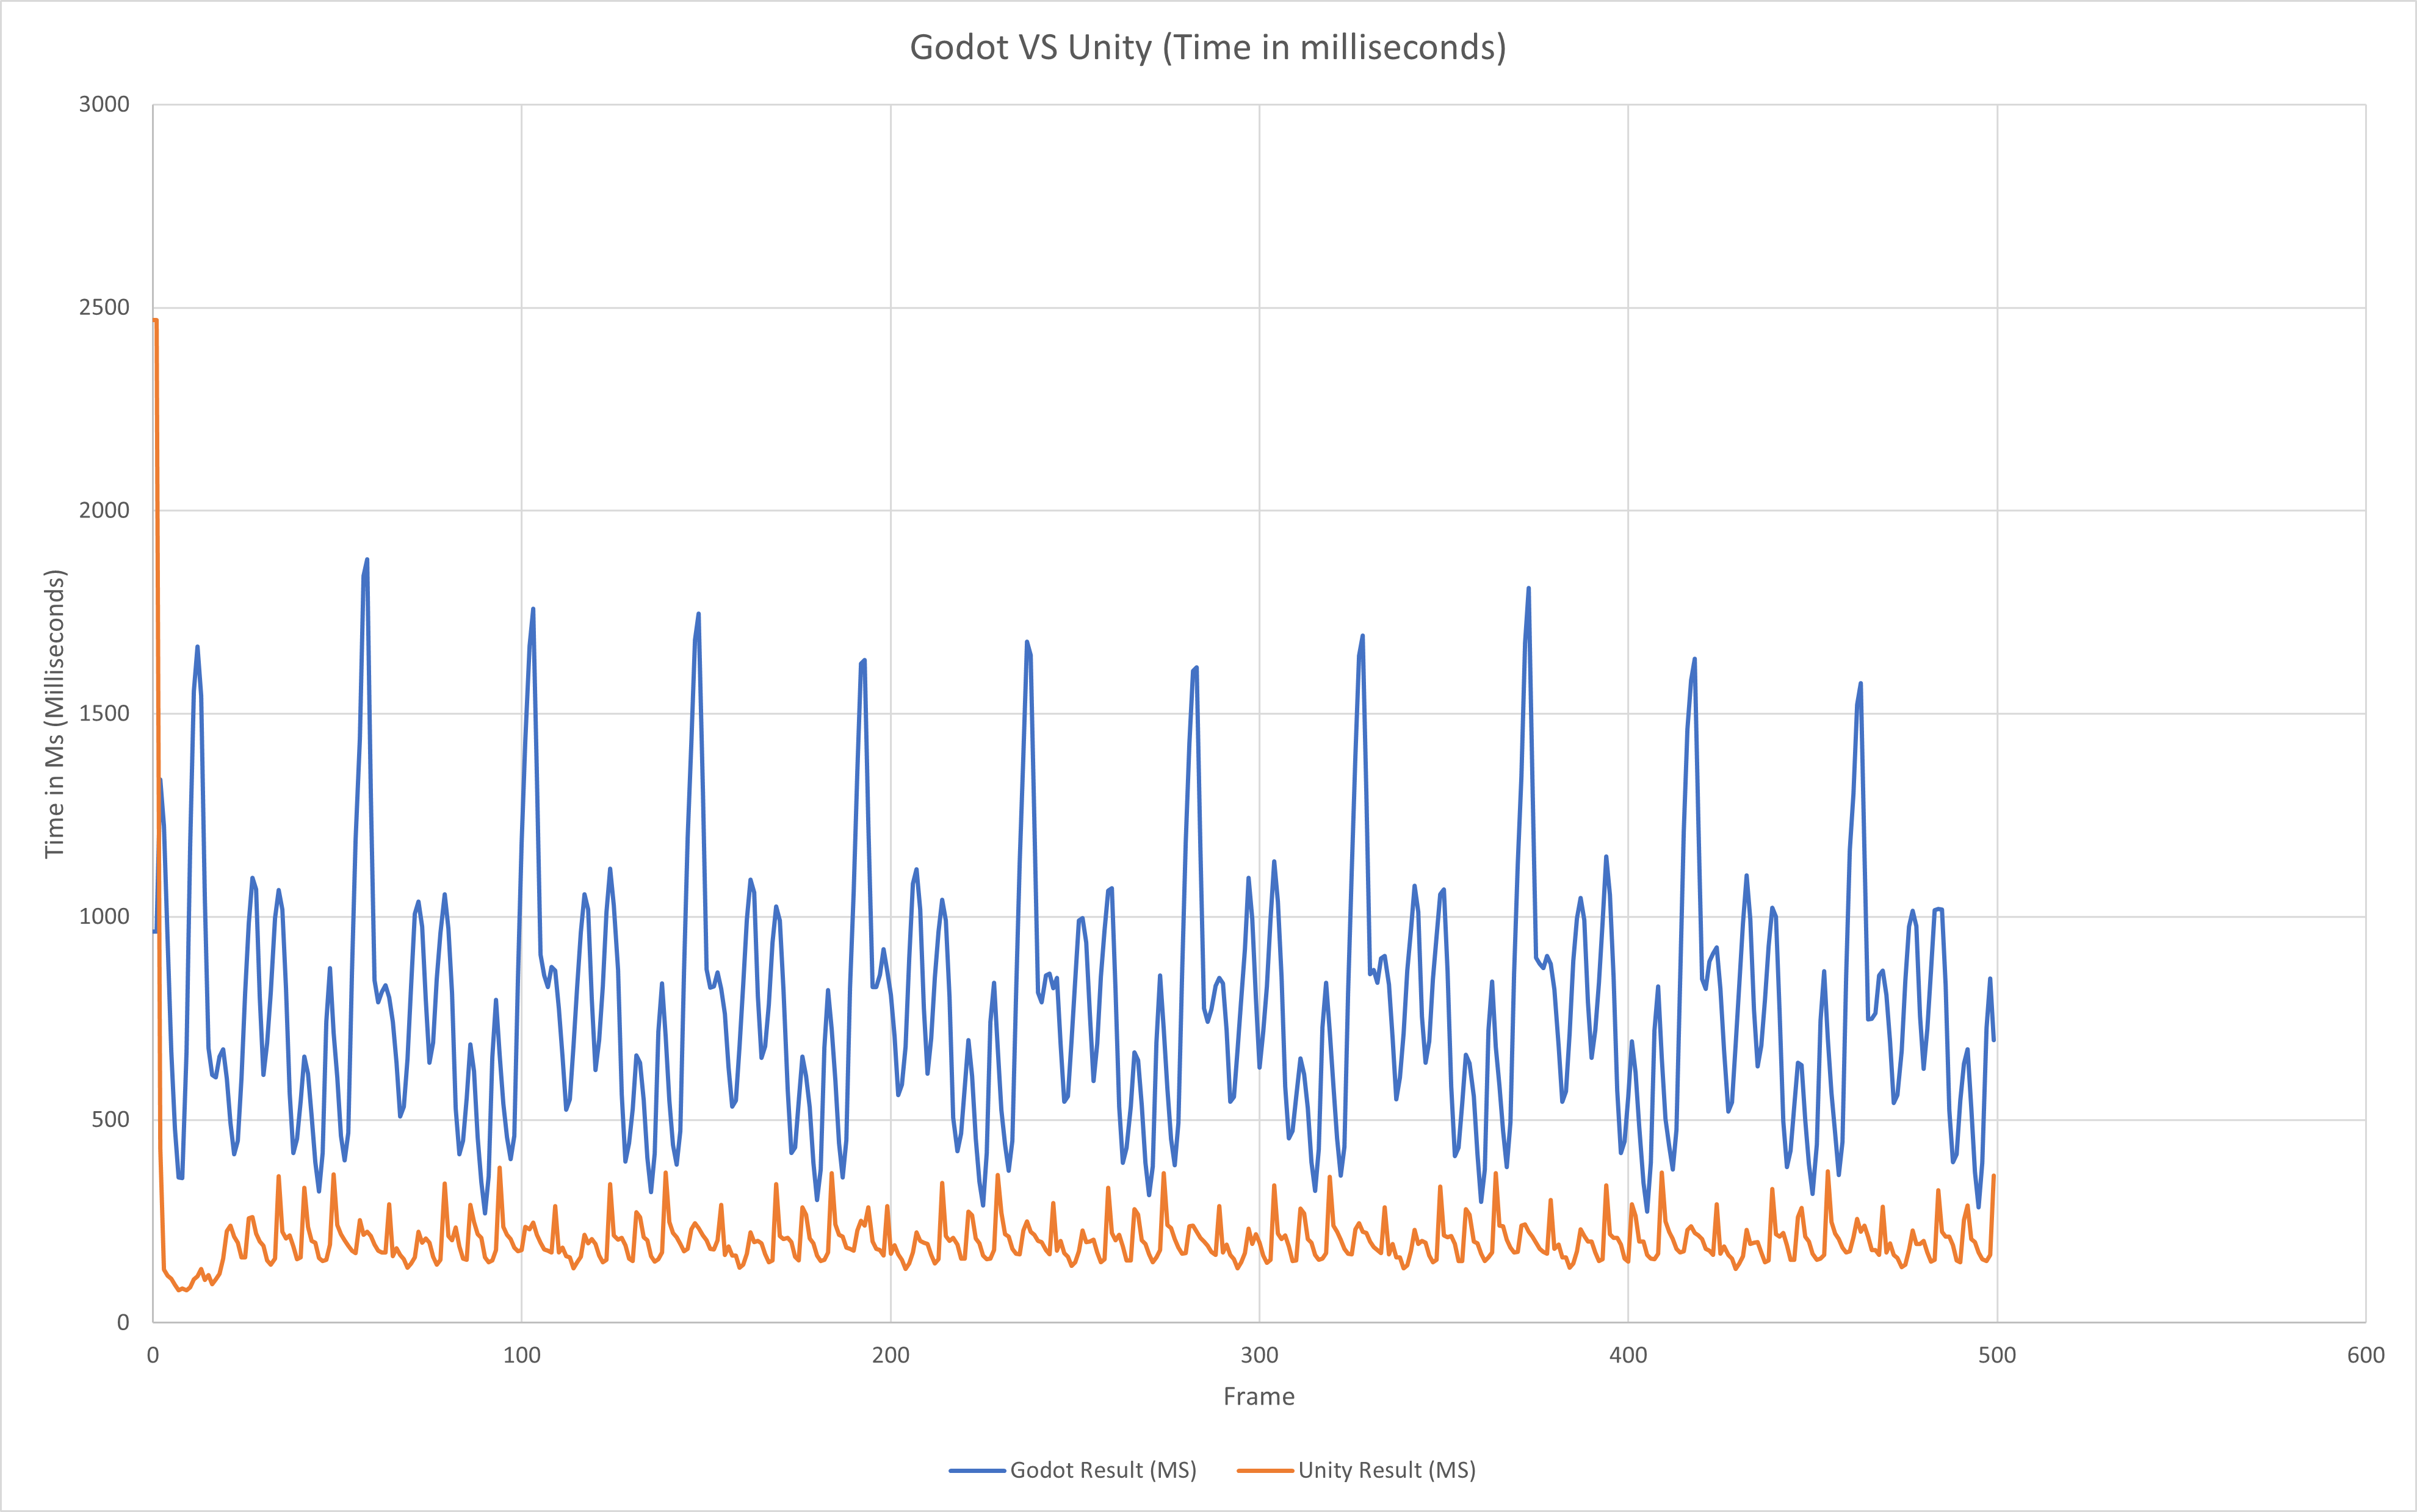 Godot VS Unity (Time in milliseconds)
3000
2500
2000
1500
1000
500
0
Time in Ms (Milliseconds)
0 100 200 300 400 500 600
Frame
Godot Result (MS) Unity Result (MS)